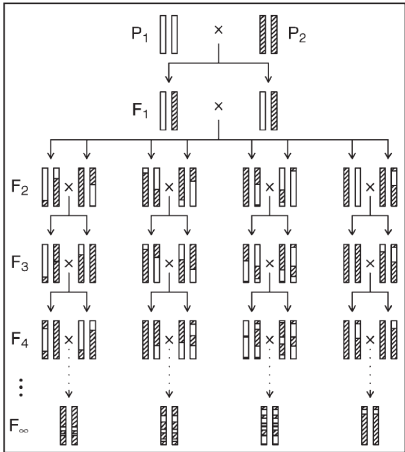 P₁ × P₂
F₁ ×
F₂ × × × ×
F₃ × × × ×
F₄ × × × ×
F∞